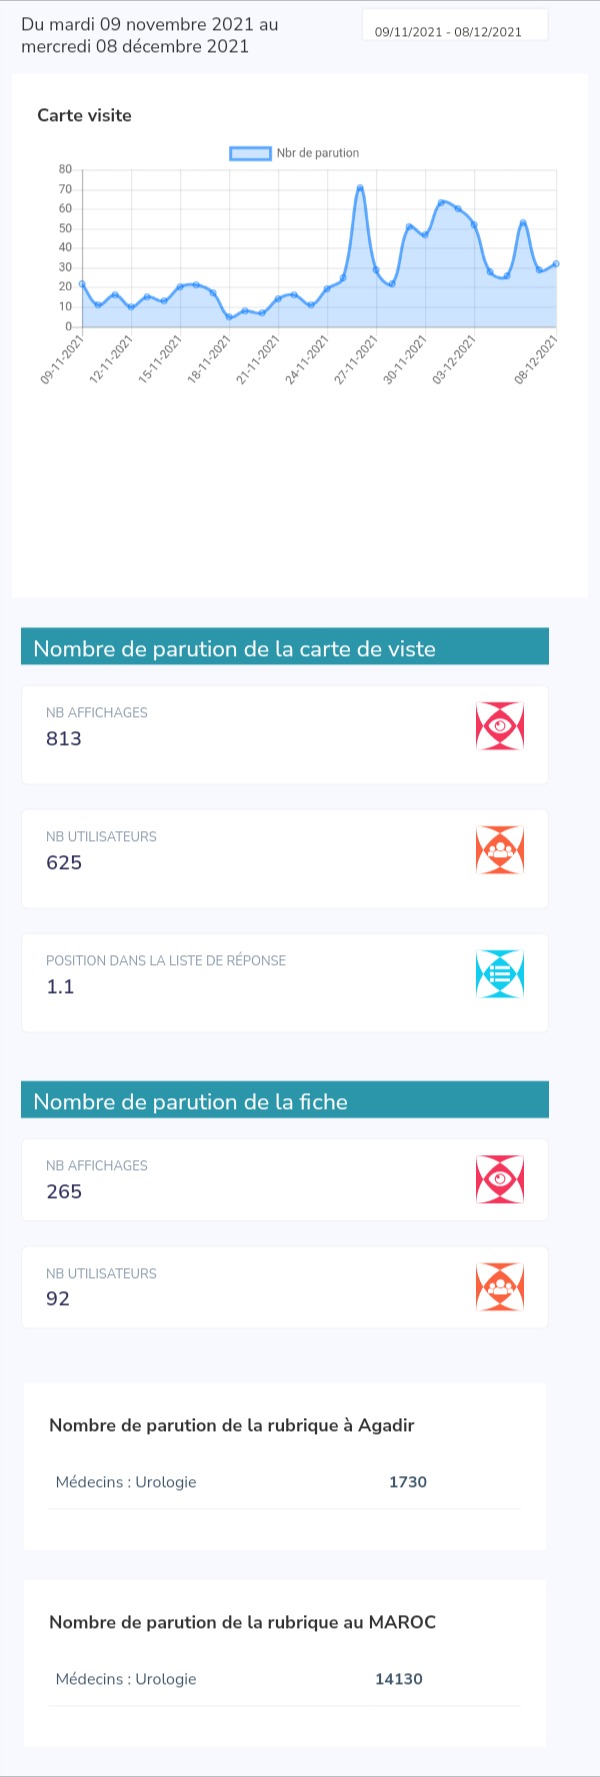 Du mardi 09 novembre 2021 au
mercredi 08 décembre 2021
09/11/2021 - 08/12/2021
Carte visite
Nbr de parution
80
70
60
50
40
30
20
10
0
09-11-2021
12-11-2021
15-11-2021
18-11-2021
21-11-2021
24-11-2021
27-11-2021
30-11-2021
03-12-2021
08-12-2021
Nombre de parution de la carte de viste
NB AFFICHAGES
813
NB UTILISATEURS
625
POSITION DANS LA LISTE DE RÉPONSE
1.1
Nombre de parution de la fiche
NB AFFICHAGES
265
NB UTILISATEURS
92
Nombre de parution de la rubrique à Agadir
Médecins : Urologie 1730
Nombre de parution de la rubrique au MAROC
Médecins : Urologie 14130